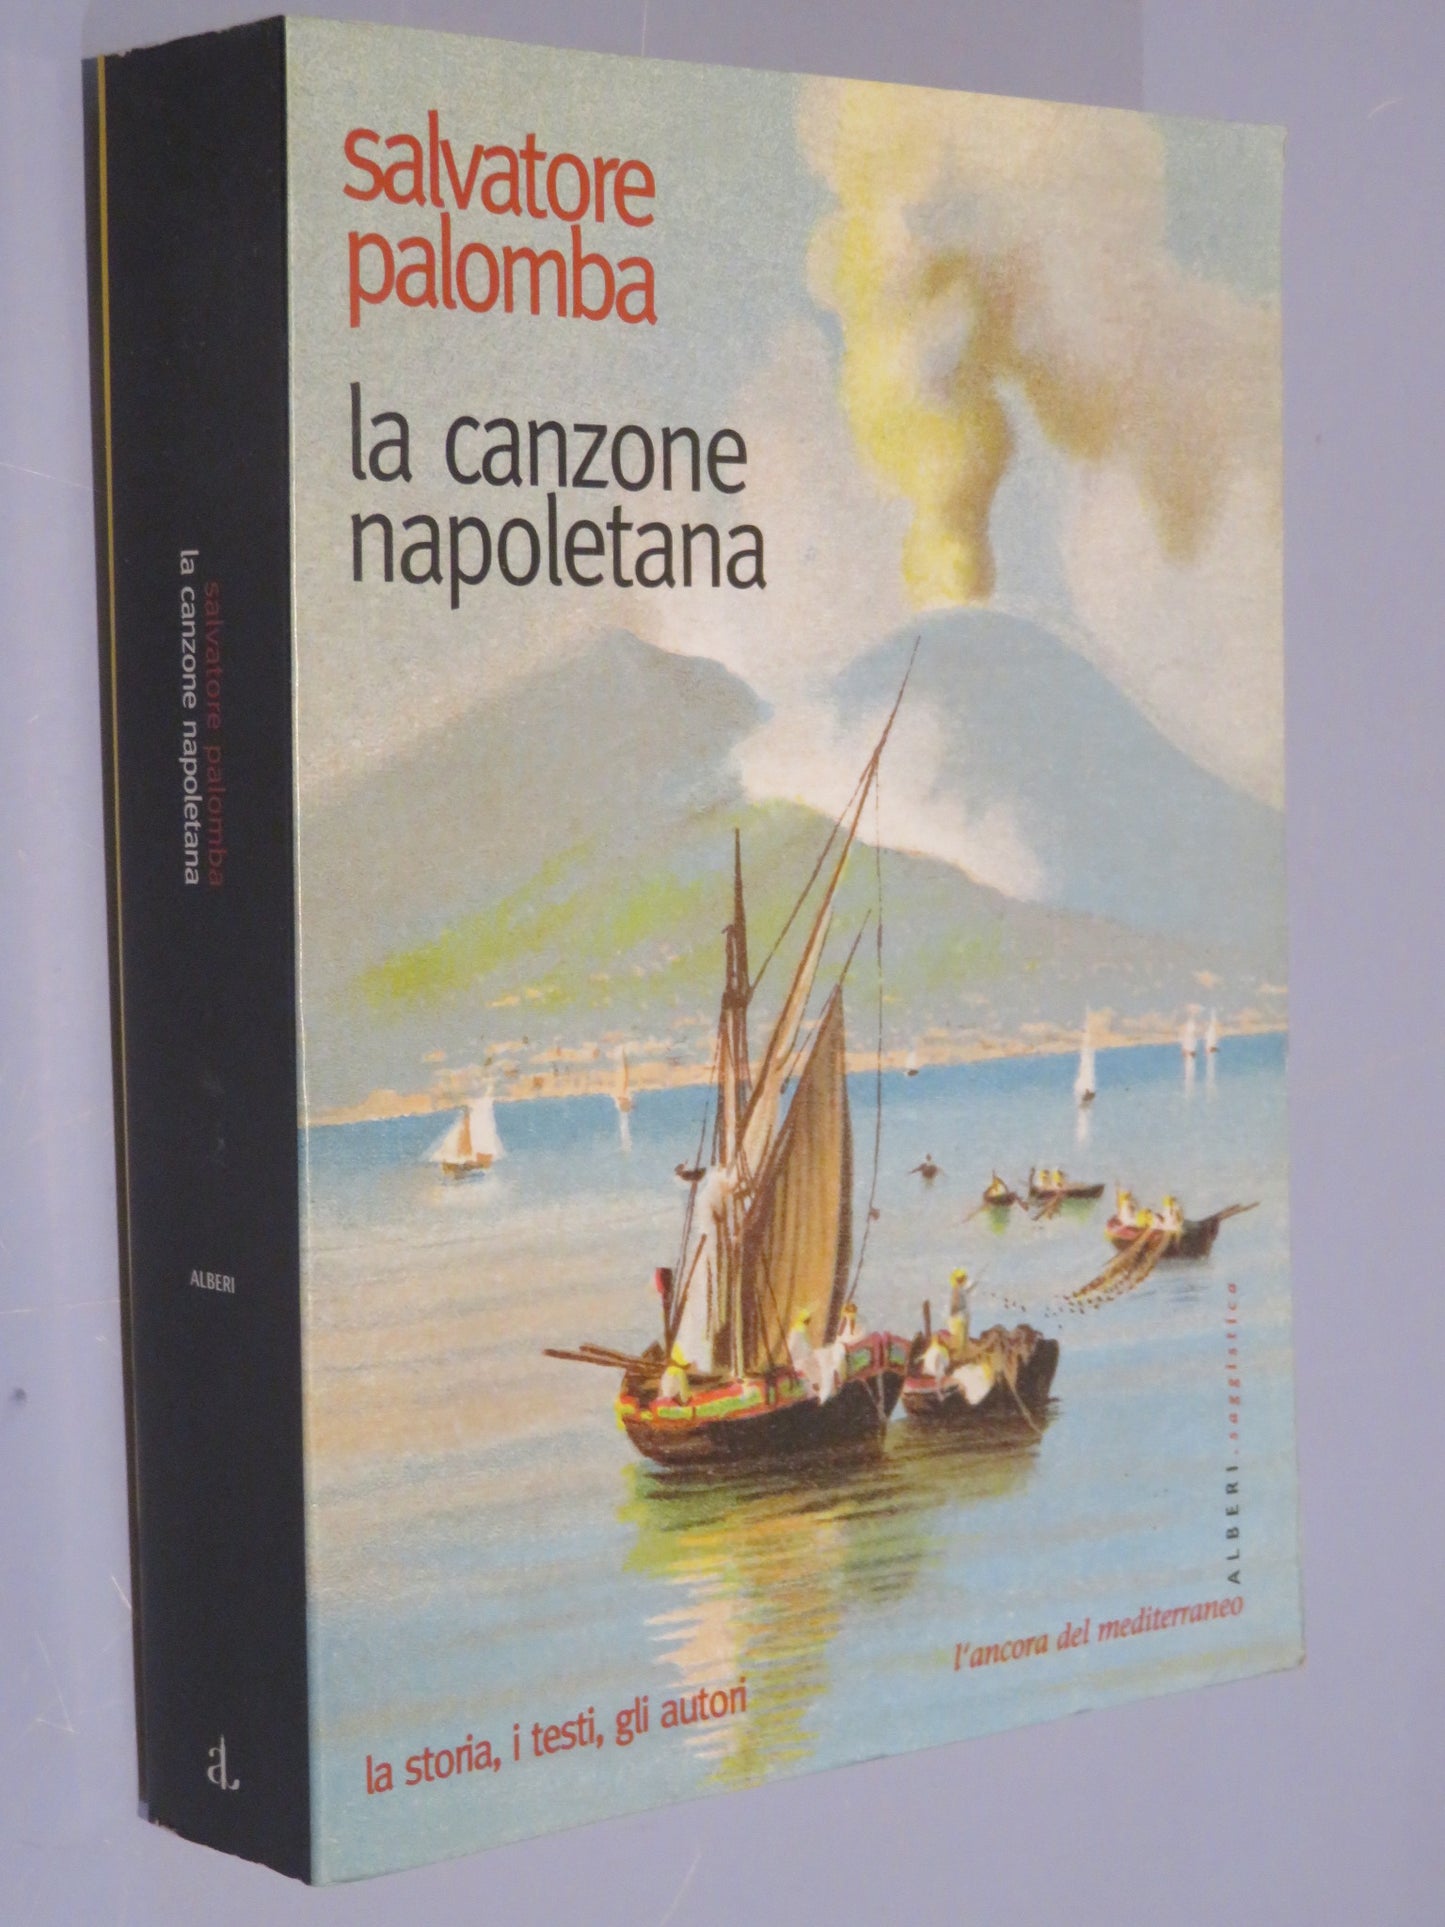 salvatore
palomba
la canzone
napoletana
la storia, i testi, gli autori
l'ancora del mediterraneo
ALBERI.saggistica
salvatore palomba
la canzone napoletana
ALBERI